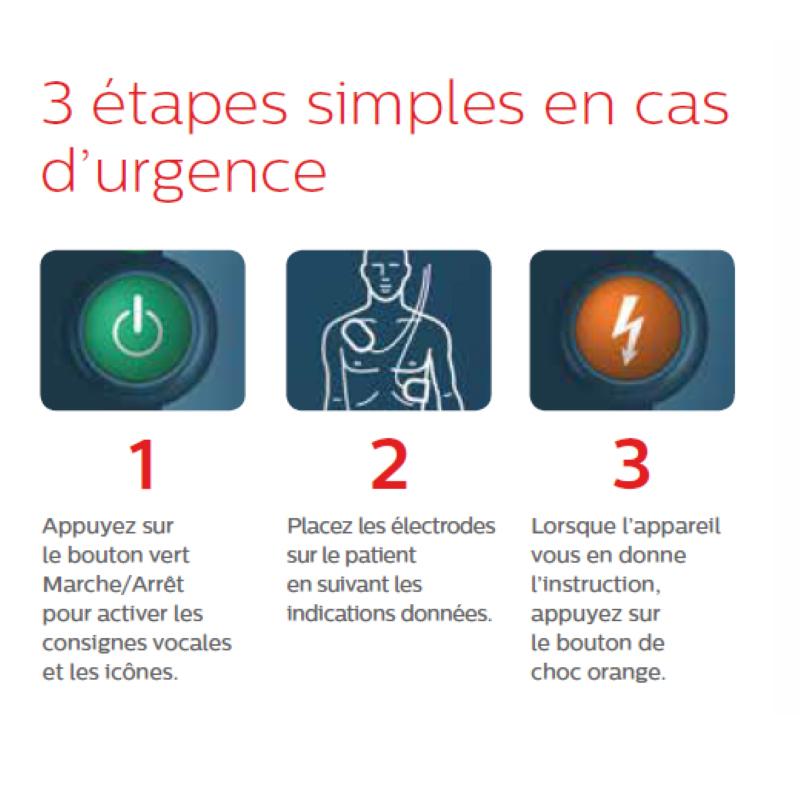 3 étapes simples en cas
d’urgence
1
Appuyez sur
le bouton vert
Marche/Arrêt
pour activer les
consignes vocales
et les icônes.
2
Placez les électrodes
sur le patient
en suivant les
indications données.
3
Lorsque l’appareil
vous en donne
l’instruction,
appuyez sur
le bouton de
choc orange.